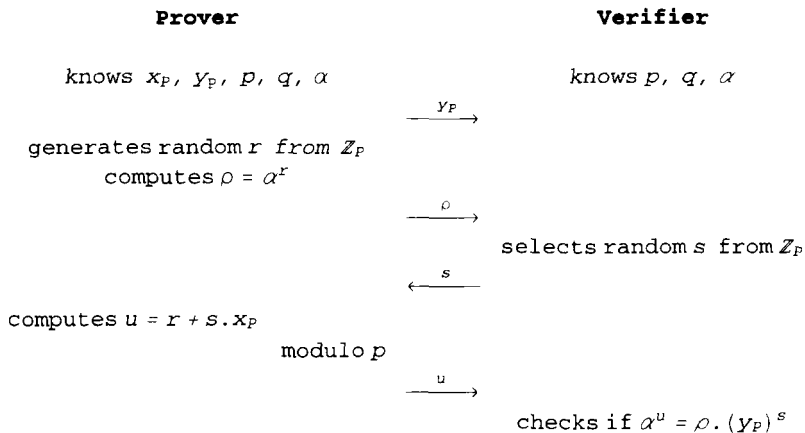 Prover Verifier
knows x_P, y_P, p, q, α knows p, q, α
y_P
generates random r from ℤ_P
computes ρ = α^r
ρ
selects random s from ℤ_P
s
computes u = r + s.x_P
modulo p
u
checks if α^u = ρ.(y_P)^s